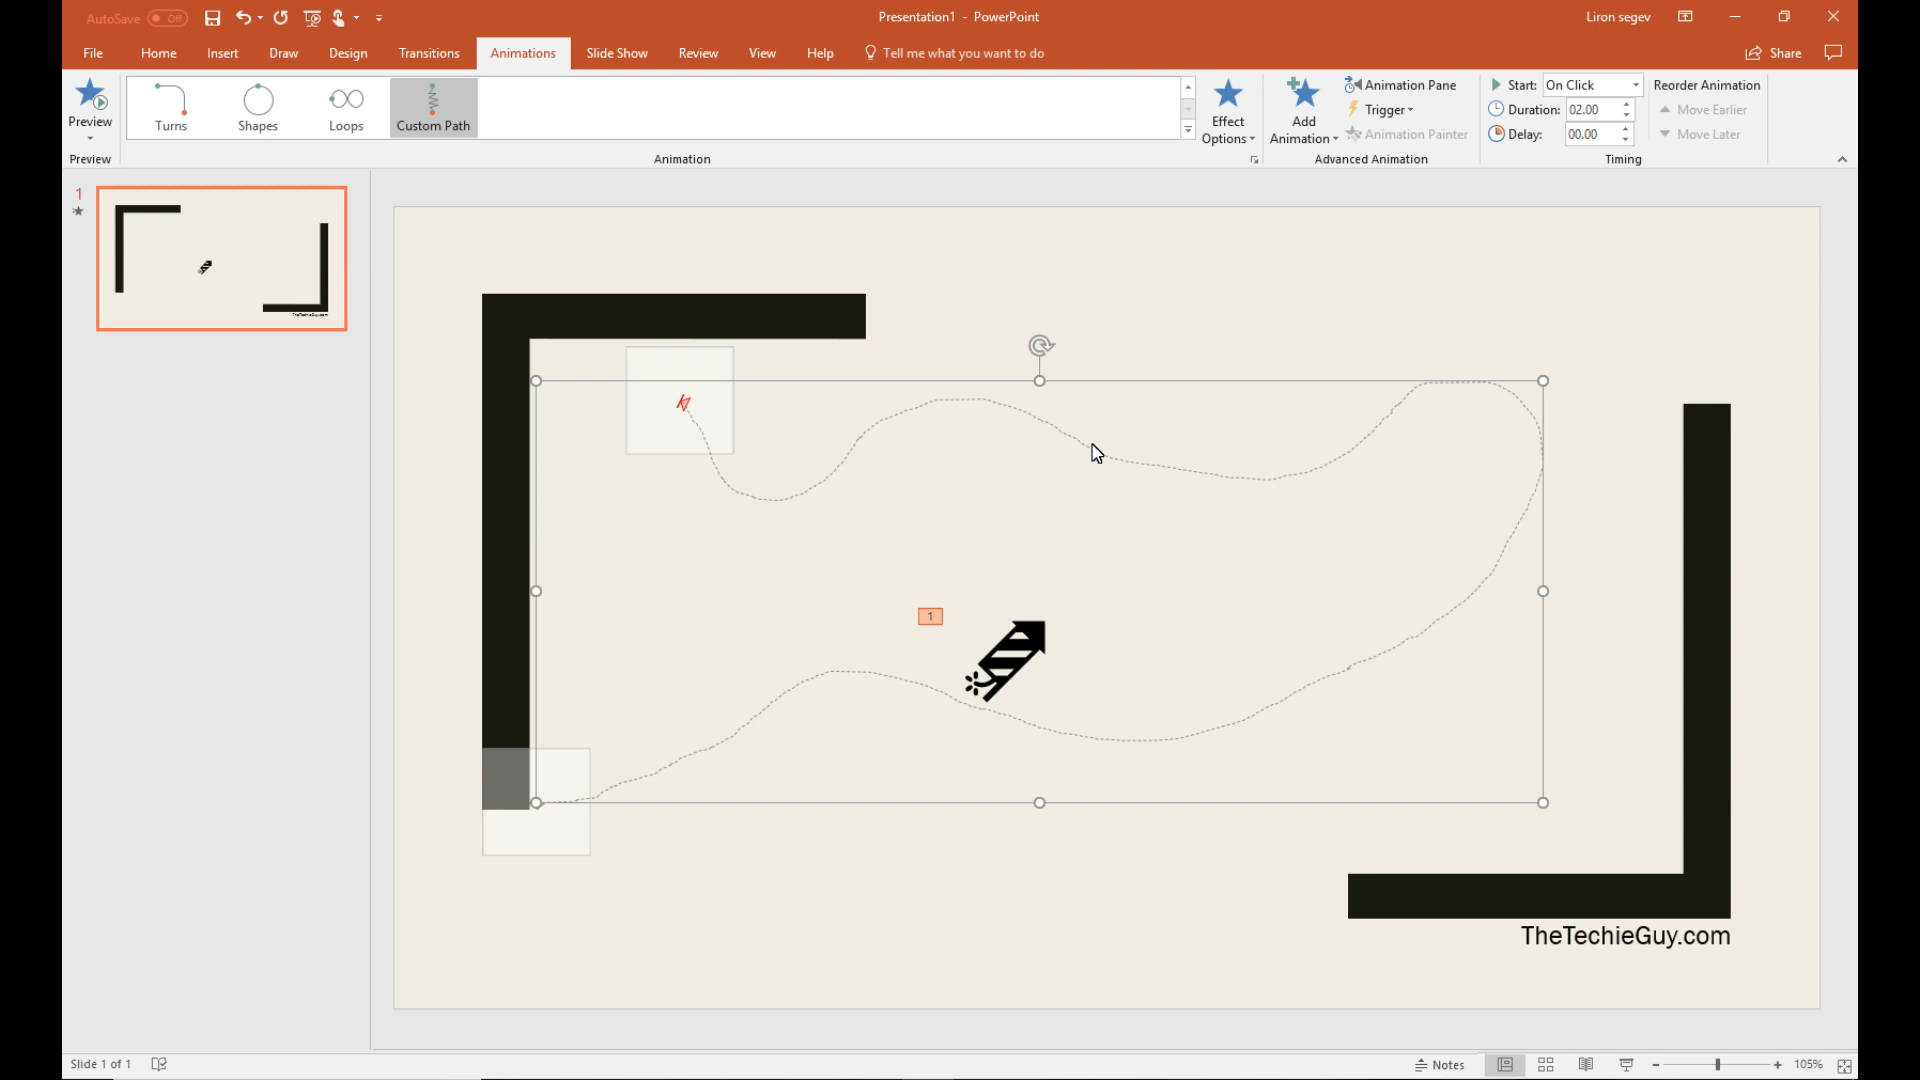 AutoSave Off
Presentation1 - PowerPoint
Liron segev
File Home Insert Draw Design Transitions Animations Slide Show Review View Help Tell me what you want to do Share
Preview
Turns Shapes Loops Custom Path
Effect Options
Add Animation
Animation Pane
Trigger
Animation Painter
Start: On Click
Duration: 02.00
Delay: 00.00
Reorder Animation
Move Earlier
Move Later
Preview Animation Advanced Animation Timing
1
1
TheTechieGuy.com
Slide 1 of 1 Notes 105%